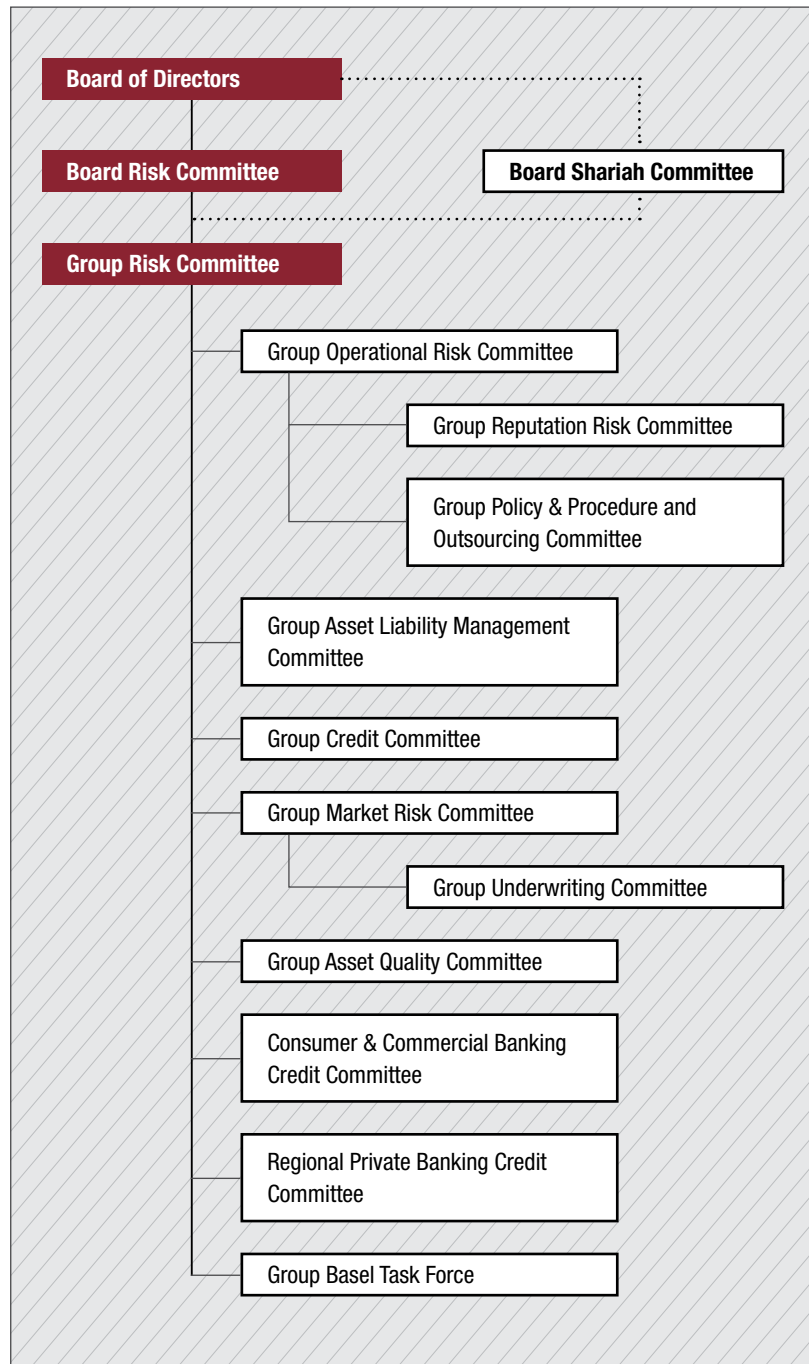 Board of Directors
Board Risk Committee
Board Shariah Committee
Group Risk Committee
Group Operational Risk Committee
Group Reputation Risk Committee
Group Policy & Procedure and
Outsourcing Committee
Group Asset Liability Management
Committee
Group Credit Committee
Group Market Risk Committee
Group Underwriting Committee
Group Asset Quality Committee
Consumer & Commercial Banking
Credit Committee
Regional Private Banking Credit
Committee
Group Basel Task Force